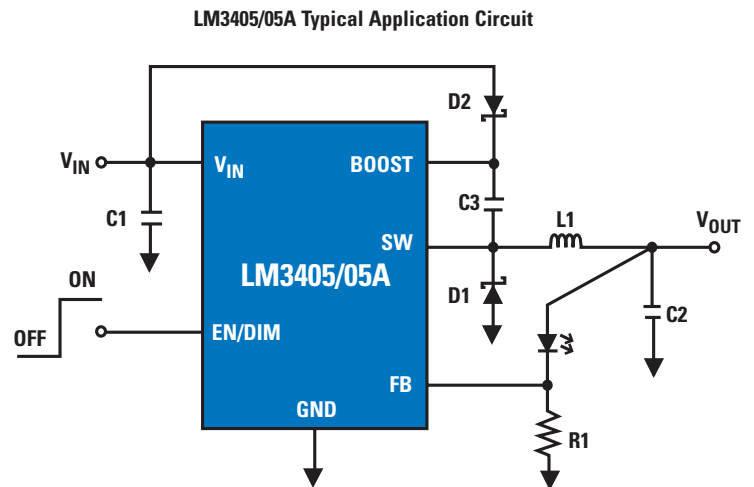 LM3405/05A Typical Application Circuit
D2
VIN
VIN
BOOST
C1
C3
L1
VOUT
SW
ON
LM3405/05A
D1
C2
OFF
EN/DIM
FB
GND
R1